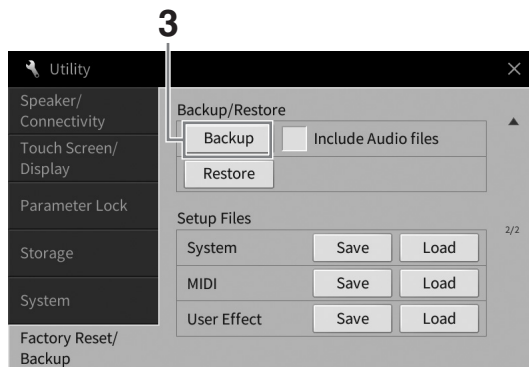 3
Utility
Speaker/
Connectivity
Touch Screen/
Display
Parameter Lock
Storage
System
Factory Reset/
Backup
Backup/Restore
Backup Include Audio files
Restore
Setup Files
System Save Load
MIDI Save Load
User Effect Save Load
2/2